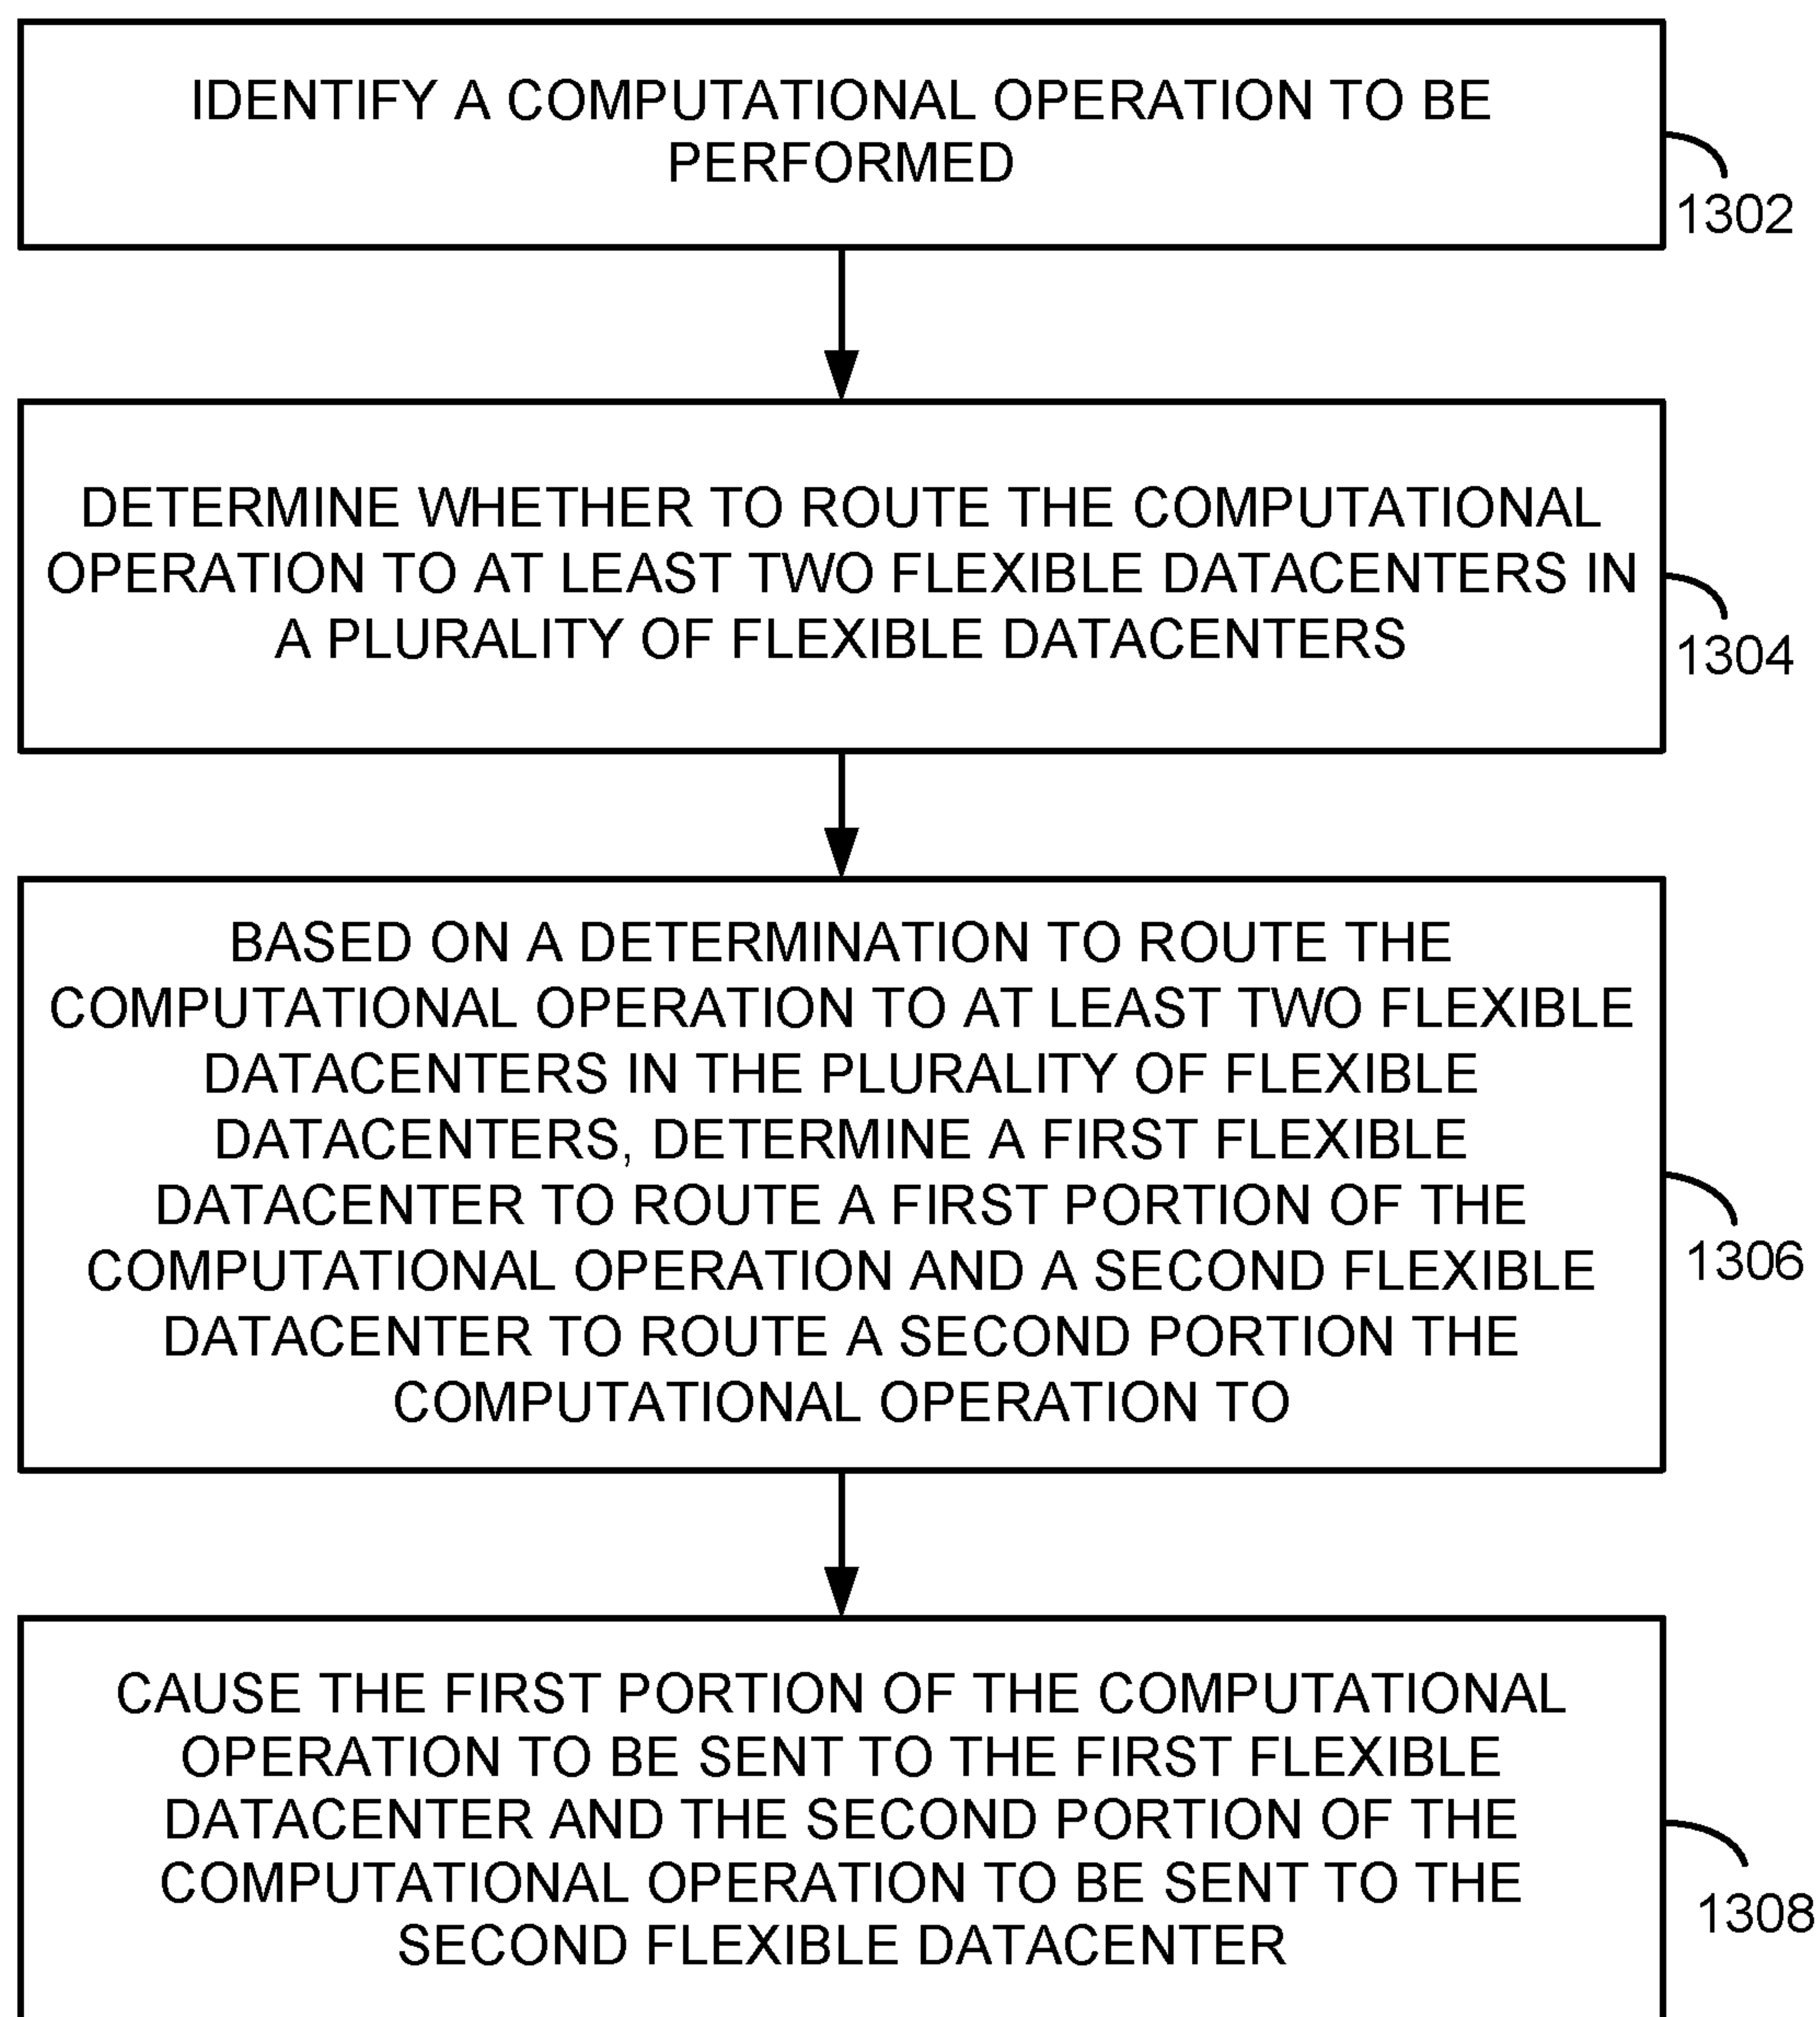 IDENTIFY A COMPUTATIONAL OPERATION TO BE
PERFORMED
1302
DETERMINE WHETHER TO ROUTE THE COMPUTATIONAL
OPERATION TO AT LEAST TWO FLEXIBLE DATACENTERS IN
A PLURALITY OF FLEXIBLE DATACENTERS
1304
BASED ON A DETERMINATION TO ROUTE THE
COMPUTATIONAL OPERATION TO AT LEAST TWO FLEXIBLE
DATACENTERS IN THE PLURALITY OF FLEXIBLE
DATACENTERS, DETERMINE A FIRST FLEXIBLE
DATACENTER TO ROUTE A FIRST PORTION OF THE
COMPUTATIONAL OPERATION AND A SECOND FLEXIBLE
DATACENTER TO ROUTE A SECOND PORTION THE
COMPUTATIONAL OPERATION TO
1306
CAUSE THE FIRST PORTION OF THE COMPUTATIONAL
OPERATION TO BE SENT TO THE FIRST FLEXIBLE
DATACENTER AND THE SECOND PORTION OF THE
COMPUTATIONAL OPERATION TO BE SENT TO THE
SECOND FLEXIBLE DATACENTER
1308